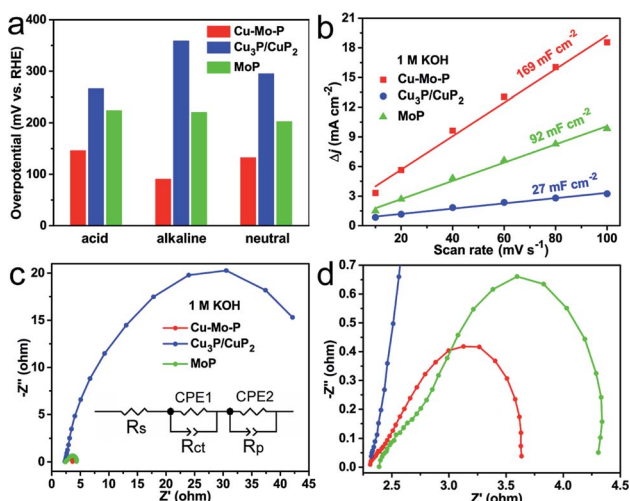 a
Overpotential (mV vs. RHE)
400
300
200
100
0
Cu-Mo-P
Cu₃P/CuP₂
MoP
acid
alkaline
neutral
b
Δj (mA cm⁻²)
21
18
15
12
9
6
3
0
1 M KOH
Cu-Mo-P
Cu₃P/CuP₂
MoP
169 mF cm⁻²
92 mF cm⁻²
27 mF cm⁻²
20 40 60 80 100
Scan rate (mV s⁻¹)
c
-Z'' (ohm)
20
15
10
5
0
1 M KOH
Cu-Mo-P
Cu₃P/CuP₂
MoP
CPE1 CPE2
Rs Rct Rp
0 5 10 15 20 25 30 35 40 45
Z' (ohm)
d
-Z'' (ohm)
0.7
0.6
0.5
0.4
0.3
0.2
0.1
0.0
2.5 3.0 3.5 4.0 4.5
Z' (ohm)